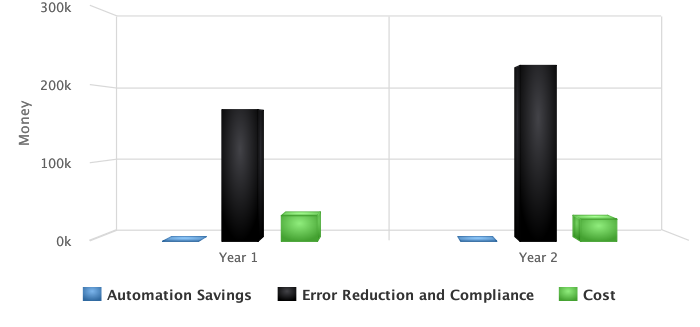 300k
200k
100k
0k
Money
Year 1
Year 2
Automation Savings
Error Reduction and Compliance
Cost